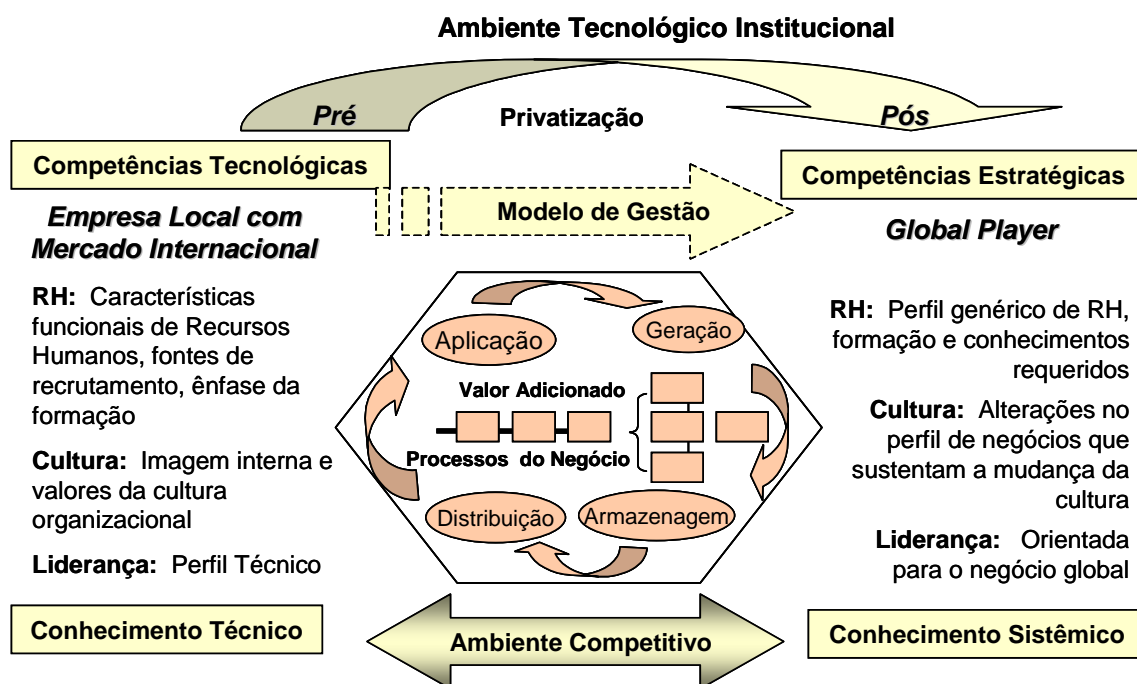 Ambiente Tecnológico Institucional
Pré
Privatização
Pós
Competências Tecnológicas
Modelo de Gestão
Competências Estratégicas
Empresa Local com
Mercado Internacional
Global Player
RH: Características
funcionais de Recursos
Humanos, fontes de
recrutamento, ênfase da
formação
Cultura: Imagem interna e
valores da cultura
organizacional
Liderança: Perfil Técnico
Aplicação
Geração
Valor Adicionado
Processos do Negócio
Distribuição
Armazenagem
RH: Perfil genérico de RH,
formação e conhecimentos
requeridos
Cultura: Alterações no
perfil de negócios que
sustentam a mudança da
cultura
Liderança: Orientada
para o negócio global
Conhecimento Técnico
Ambiente Competitivo
Conhecimento Sistêmico